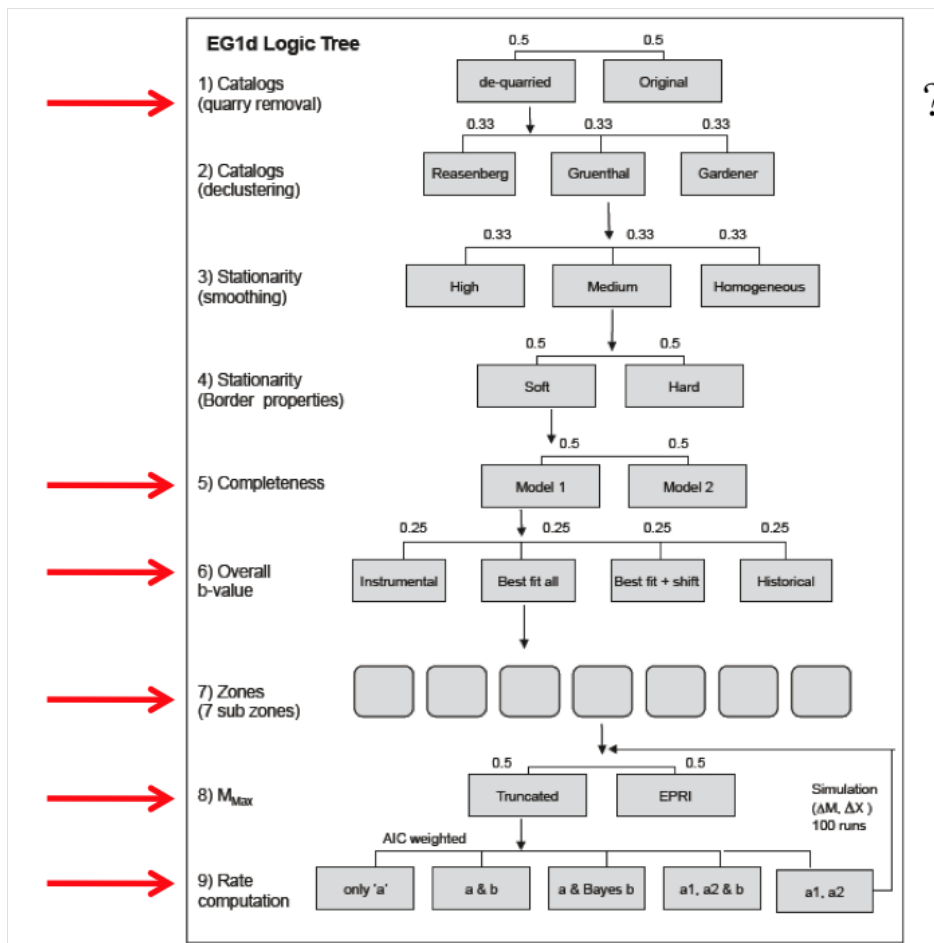 EG1d Logic Tree
0.5 0.5
1) Catalogs
(quarry removal)
de-quarried Original
?
0.33 0.33 0.33
2) Catalogs
(declustering)
Reasenberg Gruenthal Gardener
0.33 0.33 0.33
3) Stationarity
(smoothing)
High Medium Homogeneous
0.5 0.5
4) Stationarity
(Border properties)
Soft Hard
0.5 0.5
5) Completeness
Model 1 Model 2
0.25 0.25 0.25 0.25
6) Overall
b-value
Instrumental Best fit all Best fit + shift Historical
7) Zones
(7 sub zones)
0.5 0.5
8) MMax
Truncated EPRI
Simulation
(ΔM, ΔX )
100 runs
AIC weighted
9) Rate
computation
only 'a' a & b a & Bayes b a1, a2 & b a1, a2